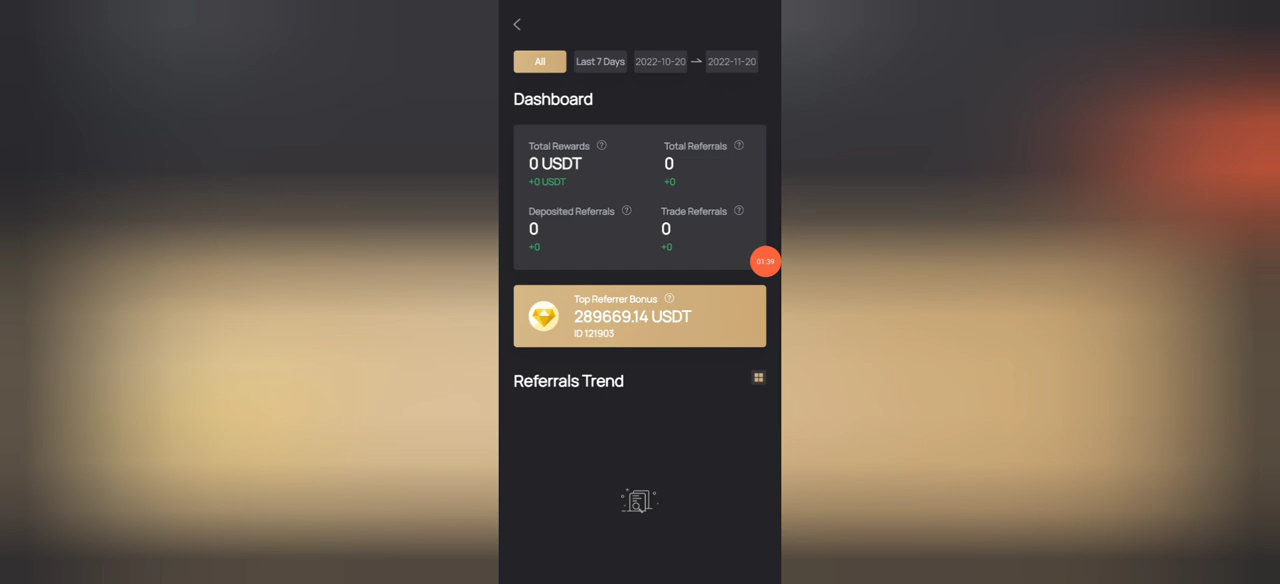 All
Last 7 Days
2022-10-20
2022-11-20
Dashboard
Total Rewards
Total Referrals
0 USDT
0
+0 USDT
+0
Deposited Referrals
Trade Referrals
0
0
+0
+0
01:39
Top Referrer Bonus
289669.14 USDT
ID 121903
Referrals Trend